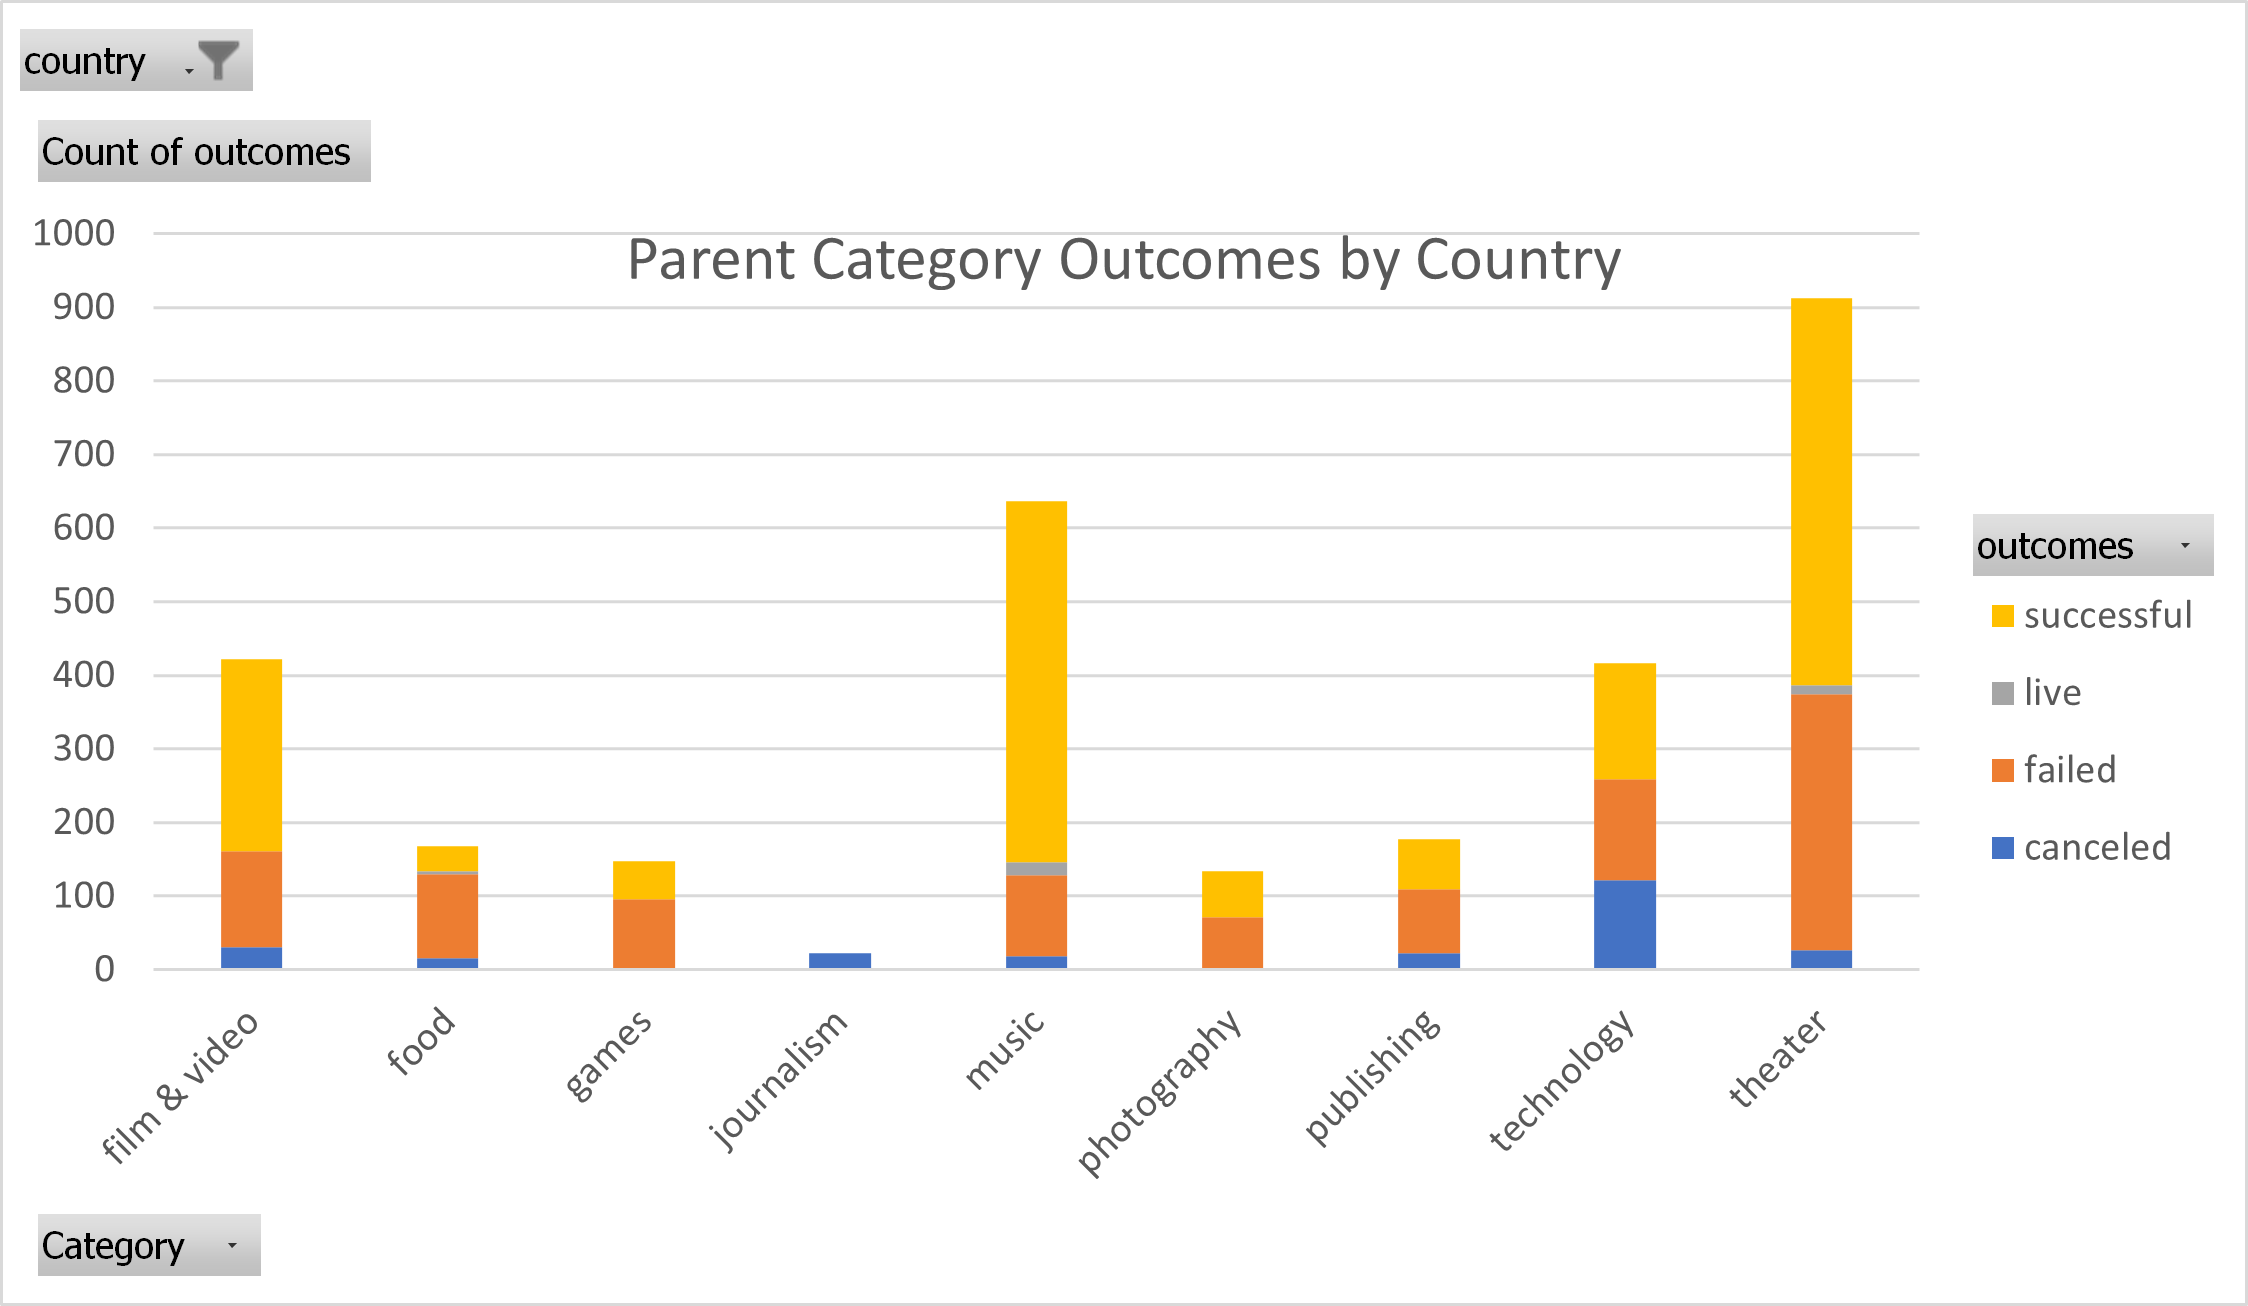 country
Count of outcomes
Parent Category Outcomes by Country
1000
900
800
700
600
500
400
300
200
100
0
film & video
food
games
journalism
music
photography
publishing
technology
theater
outcomes
successful
live
failed
canceled
Category